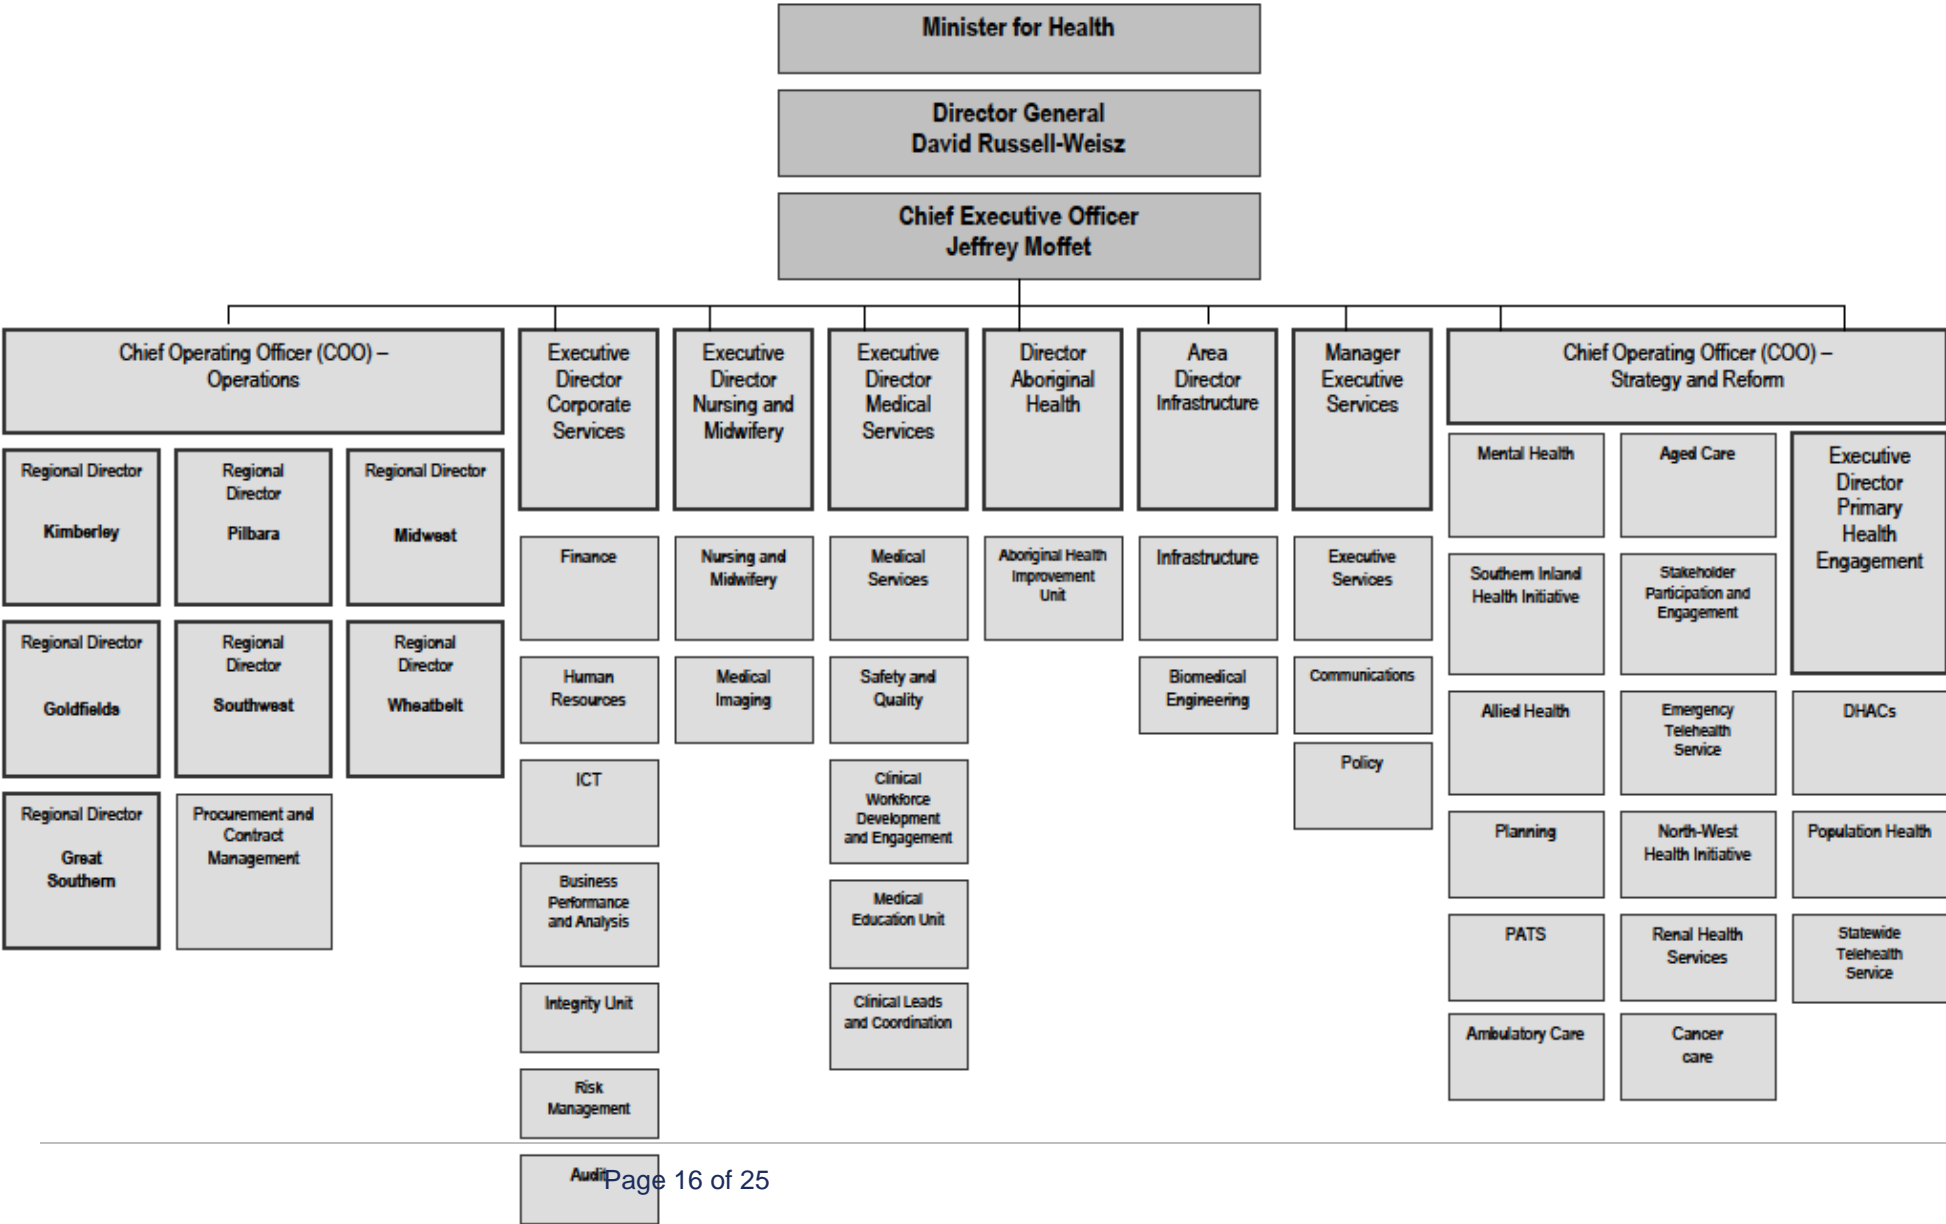 Minister for Health
Director General
David Russell-Weisz
Chief Executive Officer
Jeffrey Moffet
Chief Operating Officer (COO) –
Operations
Regional Director
Kimberley
Regional
Director
Pilbara
Regional Director
Midwest
Regional Director
Goldfields
Regional
Director
Southwest
Regional
Director
Wheatbelt
Regional Director
Great
Southern
Procurement and
Contract
Management
Executive
Director
Corporate
Services
Finance
Human
Resources
ICT
Business
Performance
and Analysis
Integrity Unit
Risk
Management
Audit
Executive
Director
Nursing and
Midwifery
Nursing and
Midwifery
Medical
Imaging
Executive
Director
Medical
Services
Medical
Services
Safety and
Quality
Clinical
Workforce
Development
and Engagement
Medical
Education Unit
Clinical Leads
and Coordination
Director
Aboriginal
Health
Aboriginal Health
Improvement
Unit
Area
Director
Infrastructure
Infrastructure
Biomedical
Engineering
Manager
Executive
Services
Executive
Services
Communications
Policy
Chief Operating Officer (COO) –
Strategy and Reform
Mental Health
Southern Inland
Health Initiative
Allied Health
Planning
PATS
Ambulatory Care
Aged Care
Stakeholder
Participation and
Engagement
Emergency
Telehealth
Service
North-West
Health Initiative
Renal Health
Services
Cancer
care
Executive
Director
Primary
Health
Engagement
DHACs
Population Health
Statewide
Telehealth
Service
Page 16 of 25